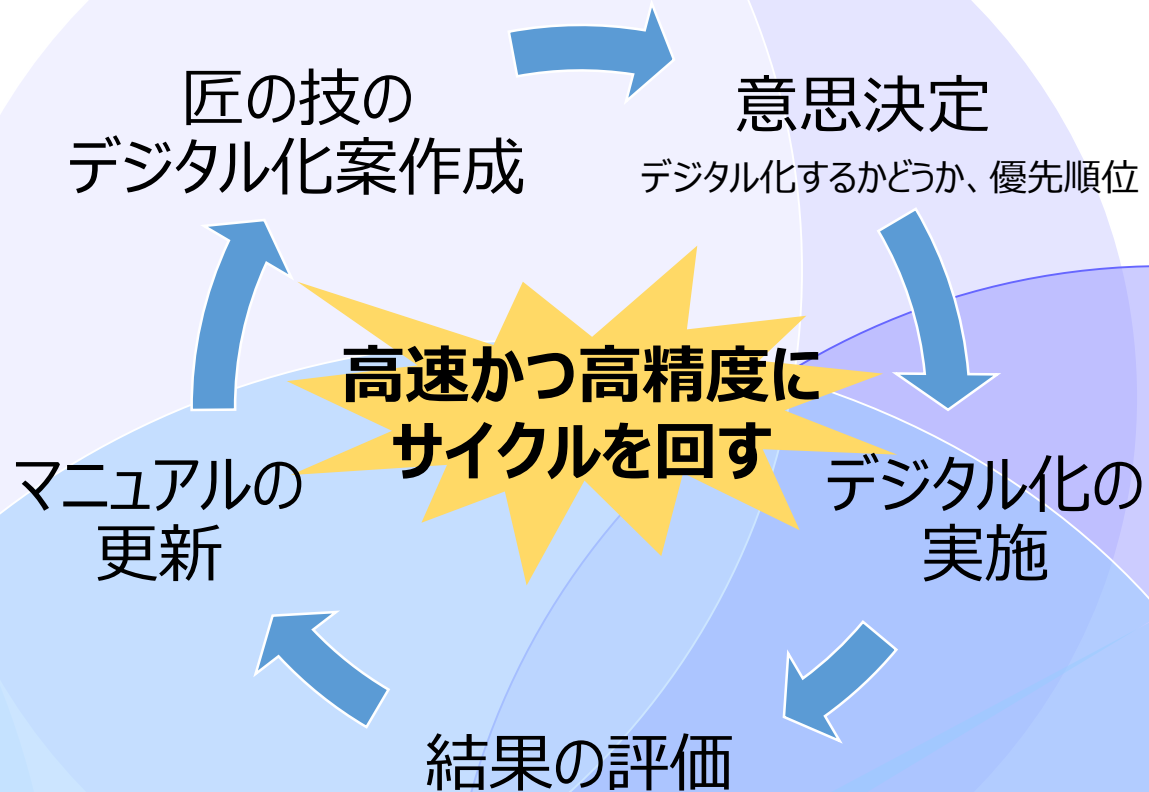 匠の技の
デジタル化案作成
意思決定
デジタル化するかどうか、優先順位
高速かつ高精度に
サイクルを回す
マニュアルの
更新
デジタル化の
実施
結果の評価